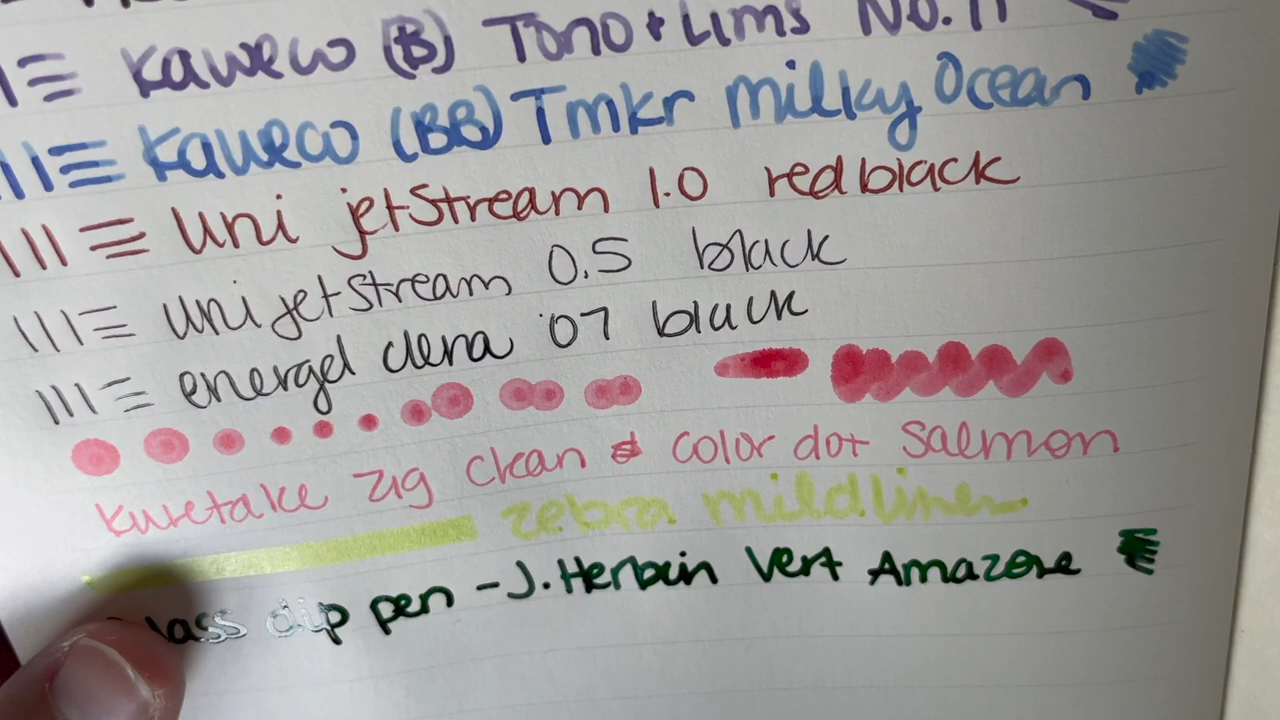 Kaweco (B) Tono+Lims No. 11
Kaweco (BB) Tmkr milky Ocean
uni jetStream 1.0 red black
uni jetStream 0.5 black
energel clena 07 black
kuretake zig clean & color dot Salmon
zebra mildliner
lass dip pen - J. Herbin Vert Amazone